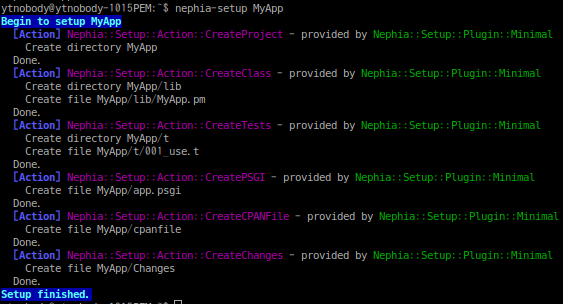 ytnobody@ytnobody-1015PEM:~$ nephia-setup MyApp
Begin to setup MyApp
[Action] Nephia::Setup::Action::CreateProject - provided by Nephia::Setup::Plugin::Minimal
Create directory MyApp
Done.
[Action] Nephia::Setup::Action::CreateClass - provided by Nephia::Setup::Plugin::Minimal
Create directory MyApp/lib
Create file MyApp/lib/MyApp.pm
Done.
[Action] Nephia::Setup::Action::CreateTests - provided by Nephia::Setup::Plugin::Minimal
Create directory MyApp/t
Create file MyApp/t/001_use.t
Done.
[Action] Nephia::Setup::Action::CreatePSGI - provided by Nephia::Setup::Plugin::Minimal
Create file MyApp/app.psgi
Done.
[Action] Nephia::Setup::Action::CreateCPANFile - provided by Nephia::Setup::Plugin::Minimal
Create file MyApp/cpanfile
Done.
[Action] Nephia::Setup::Action::CreateChanges - provided by Nephia::Setup::Plugin::Minimal
Create file MyApp/Changes
Done.
Setup finished.